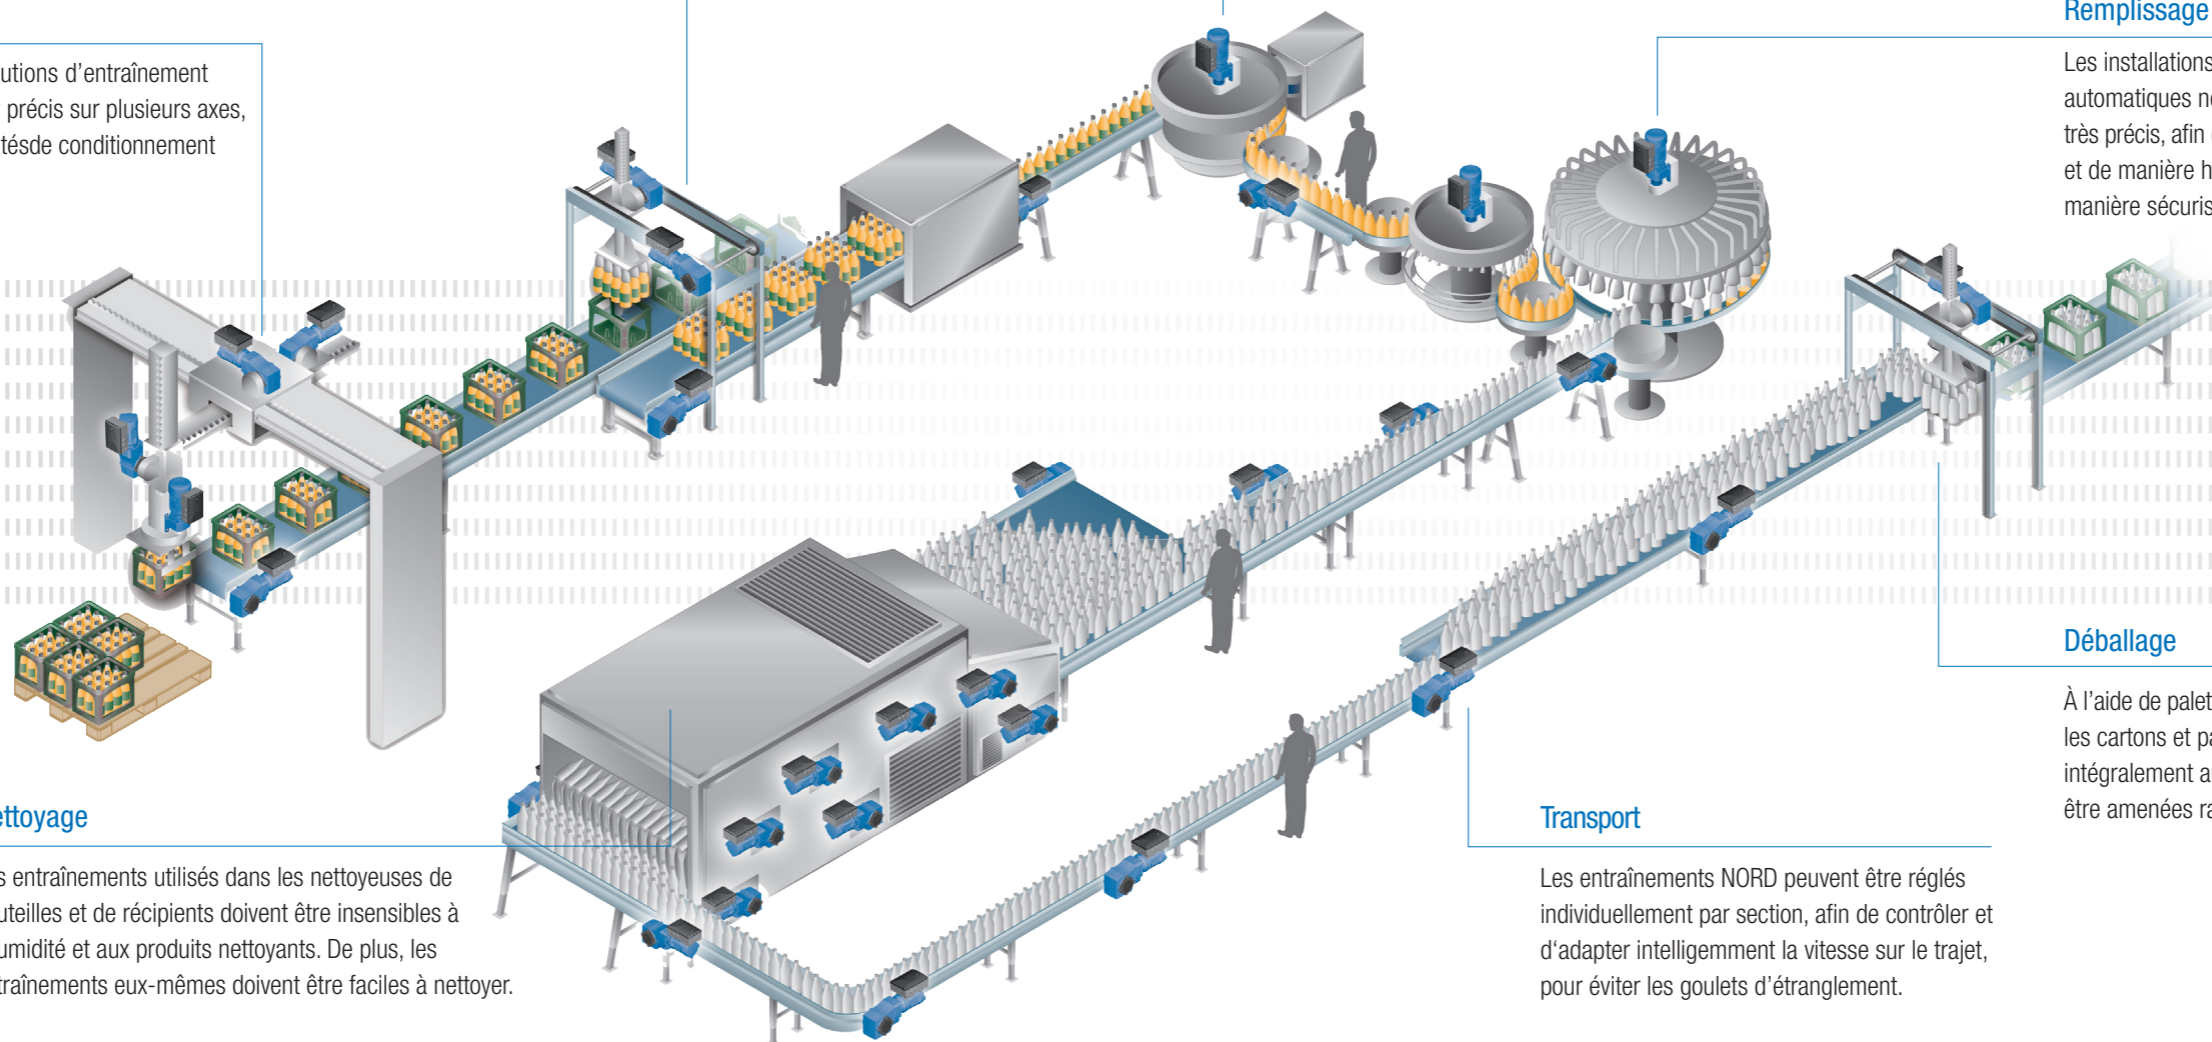 utions d'entraînement
précis sur plusieurs axes,
tésde conditionnement
Remplissage
Les installations
automatiques
très précis, afin
et de manière
manière
Déballage
À l'aide de
les cartons et
intégralement
être amenées
ettoyage
s entraînements utilisés dans les nettoyeuses de
uteilles et de récipients doivent être insensibles à
umidité et aux produits nettoyants. De plus, les
traînements eux-mêmes doivent être faciles à nettoyer.
Transport
Les entraînements NORD peuvent être réglés
individuellement par section, afin de contrôler et
d‘adapter intelligemment la vitesse sur le trajet,
pour éviter les goulets d’étranglement.